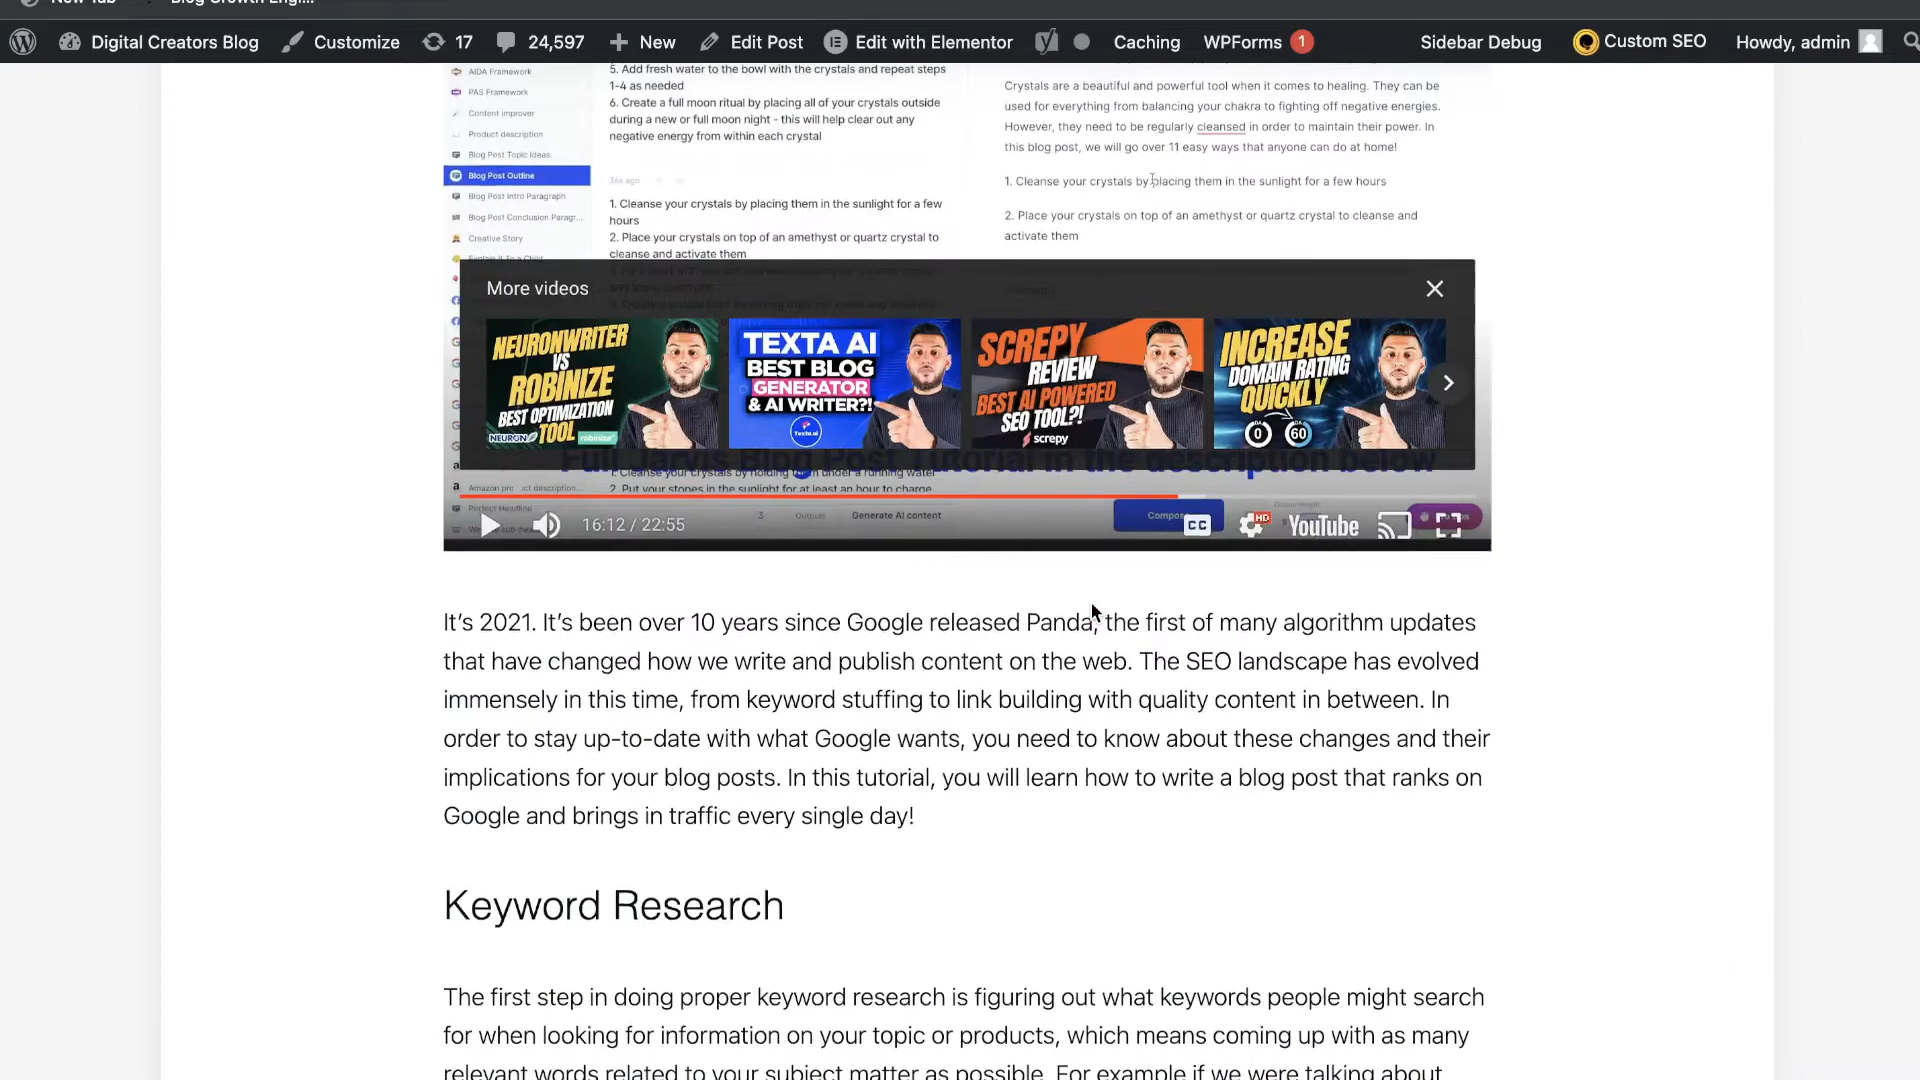 Digital Creators Blog Customize 17 24,597 New Edit Post Edit with Elementor Caching WPForms 1 Sidebar Debug Custom SEO Howdy, admin
AIDA Framework
PAS Framework
Content improver
Product description
Blog Post Topic Ideas
Blog Post Outline
Blog Post Intro Paragraph
Blog Post Conclusion Paragr...
Creative Story
Explain It To a Child
5. Add fresh water to the bowl with the crystals and repeat steps
1-4 as needed
6. Create a full moon ritual by placing all of your crystals outside
during a new or full moon night - this will help clear out any
negative energy from within each crystal
36s ago
1. Cleanse your crystals by placing them in the sunlight for a few
hours
2. Place your crystals on top of an amethyst or quartz crystal to
cleanse and activate them
Crystals are a beautiful and powerful tool when it comes to healing. They can be
used for everything from balancing your chakra to fighting off negative energies.
However, they need to be regularly cleansed in order to maintain their power. In
this blog post, we will go over 11 easy ways that anyone can do at home!
1. Cleanse your crystals by placing them in the sunlight for a few hours
2. Place your crystals on top of an amethyst or quartz crystal to cleanse and
activate them
More videos
NEURONWRITER
VS
ROBINIZE
BEST OPTIMIZATION
TOOL
NEURON
robinize
TEXTA AI
BEST BLOG
GENERATOR
& AI WRITER?!
Texta.ai
SCREPY
REVIEW
BEST AI POWERED
SEO TOOL?!
screpy
INCREASE
DOMAIN RATING
QUICKLY
0 60
Full Jarvis Blog Post Tutorial in the description below
1. Cleanse your crystals by holding them under a running water
2. Put your stones in the sunlight for at least an hour to charge
Perfect Headline
3 Outputs Generate AI content
16:12 / 22:55
CC HD YouTube
It's 2021. It's been over 10 years since Google released Panda, the first of many algorithm updates
that have changed how we write and publish content on the web. The SEO landscape has evolved
immensely in this time, from keyword stuffing to link building with quality content in between. In
order to stay up-to-date with what Google wants, you need to know about these changes and their
implications for your blog posts. In this tutorial, you will learn how to write a blog post that ranks on
Google and brings in traffic every single day!
Keyword Research
The first step in doing proper keyword research is figuring out what keywords people might search
for when looking for information on your topic or products, which means coming up with as many
relevant words related to your subject matter as possible. For example if we were talking about